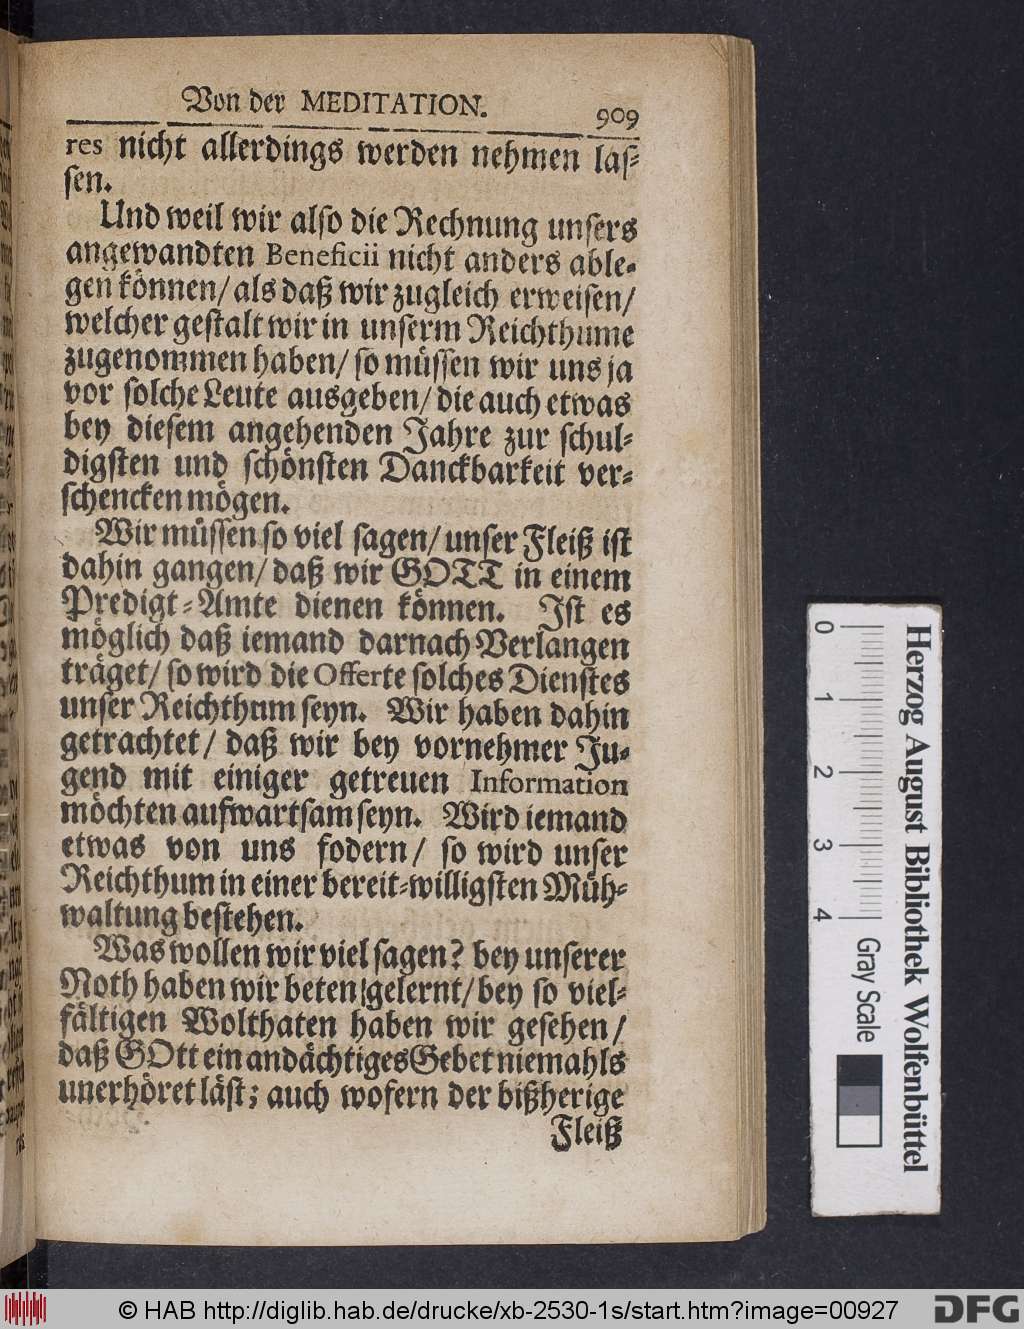 Von der MEDITATION. 909
res nicht allerdings werden nehmen laſ-
ſen.
Und weil wir alſo die Rechnung unſers
angewandten Beneficii nicht anders able-
gen können/ als daß wir zugleich erweiſen/
welcher geſtalt wir in unſerm Reichthume
zugenommen haben/ ſo müſſen wir uns ja
vor ſolche Leute ausgeben/ die auch etwas
bey dieſem angehenden Jahre zur ſchul-
digſten und ſchönſten Danckbarkeit ver-
ſchencken mögen.
Wir müſſen ſo viel ſagen/ unſer Fleiß iſt
dahin gangen/ daß wir GOTT in einem
Predigt-Amte dienen können. Iſt es
möglich daß iemand darnach Verlangen
träget/ ſo wird die Offerte ſolches Dienſtes
unſer Reichthum ſeyn. Wir haben dahin
getrachtet/ daß wir bey vornehmer Ju-
gend mit einiger getreuen Information
möchten aufwartſam ſeyn. Wird iemand
etwas von uns fodern/ ſo wird unſer
Reichthum in einer bereit-willigſten Müh-
waltung beſtehen.
Was wollen wir viel ſagen? bey unſerer
Noth haben wir beten gelernt/ bey ſo viel-
fältigen Wolthaten haben wir geſehen/
daß GOtt ein andächtiges Gebet niemahls
unerhöret läſt; auch wofern der bißherige
Fleiß
0 1 2 3 4
Herzog August Bibliothek Wolfenbüttel
Gray Scale
© HAB http://diglib.hab.de/drucke/xb-2530-1s/start.htm?image=00927
DFG